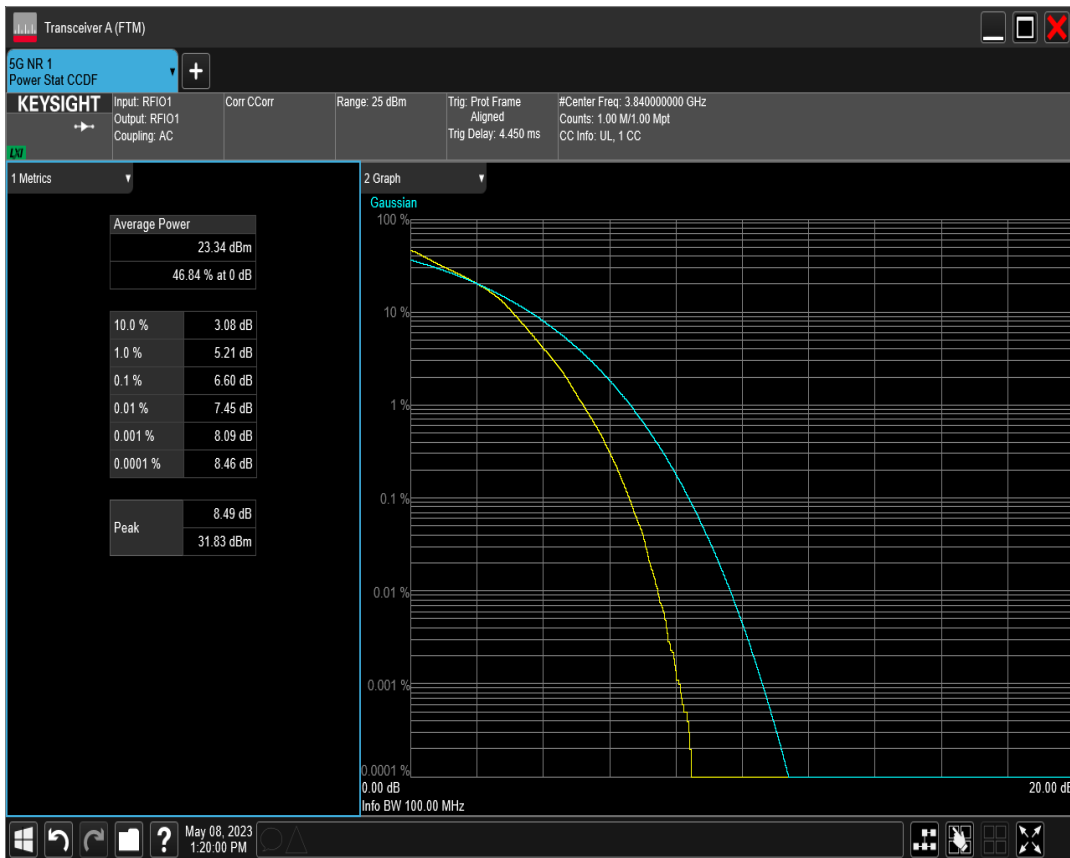 Transceiver A (FTM)
5G NR 1
Power Stat CCDF
+
KEYSIGHT
LXI
Input: RFIO1
Output: RFIO1
Coupling: AC
Corr CCorr
Range: 25 dBm
Trig: Prot Frame
Aligned
Trig Delay: 4.450 ms
#Center Freq: 3.840000000 GHz
Counts: 1.00 M/1.00 Mpt
CC Info: UL, 1 CC
1 Metrics
Average Power
23.34 dBm
46.84 % at 0 dB
10.0 % 3.08 dB
1.0 % 5.21 dB
0.1 % 6.60 dB
0.01 % 7.45 dB
0.001 % 8.09 dB
0.0001 % 8.46 dB
Peak 8.49 dB
31.83 dBm
2 Graph
Gaussian
100 %
10 %
1 %
0.1 %
0.01 %
0.001 %
0.0001 %
0.00 dB 20.00 dB
Info BW 100.00 MHz
?
May 08, 2023
1:20:00 PM